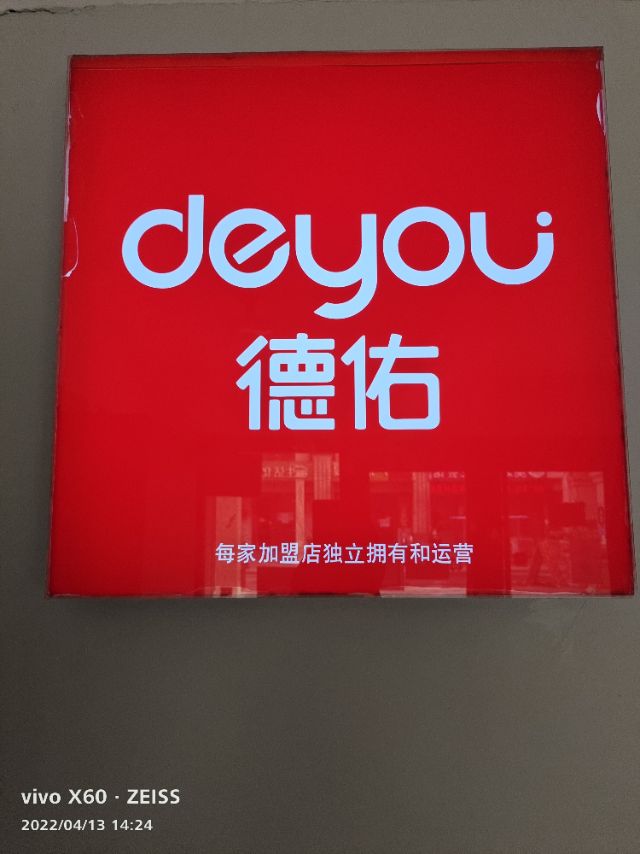 deyou
德佑
每家加盟店独立拥有和运营
vivo X60 · ZEISS
2022/04/13 14:24